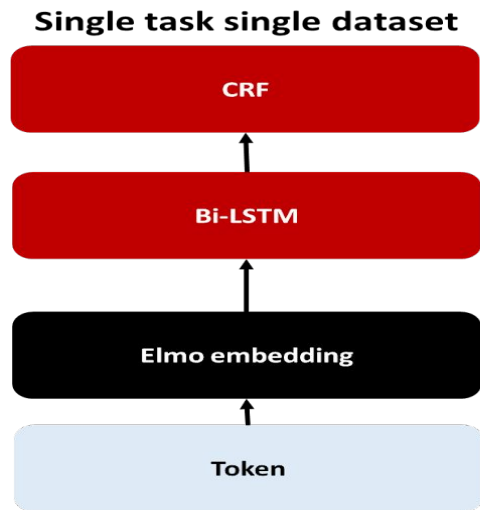 Single task single dataset
CRF
Bi-LSTM
Elmo embedding
Token